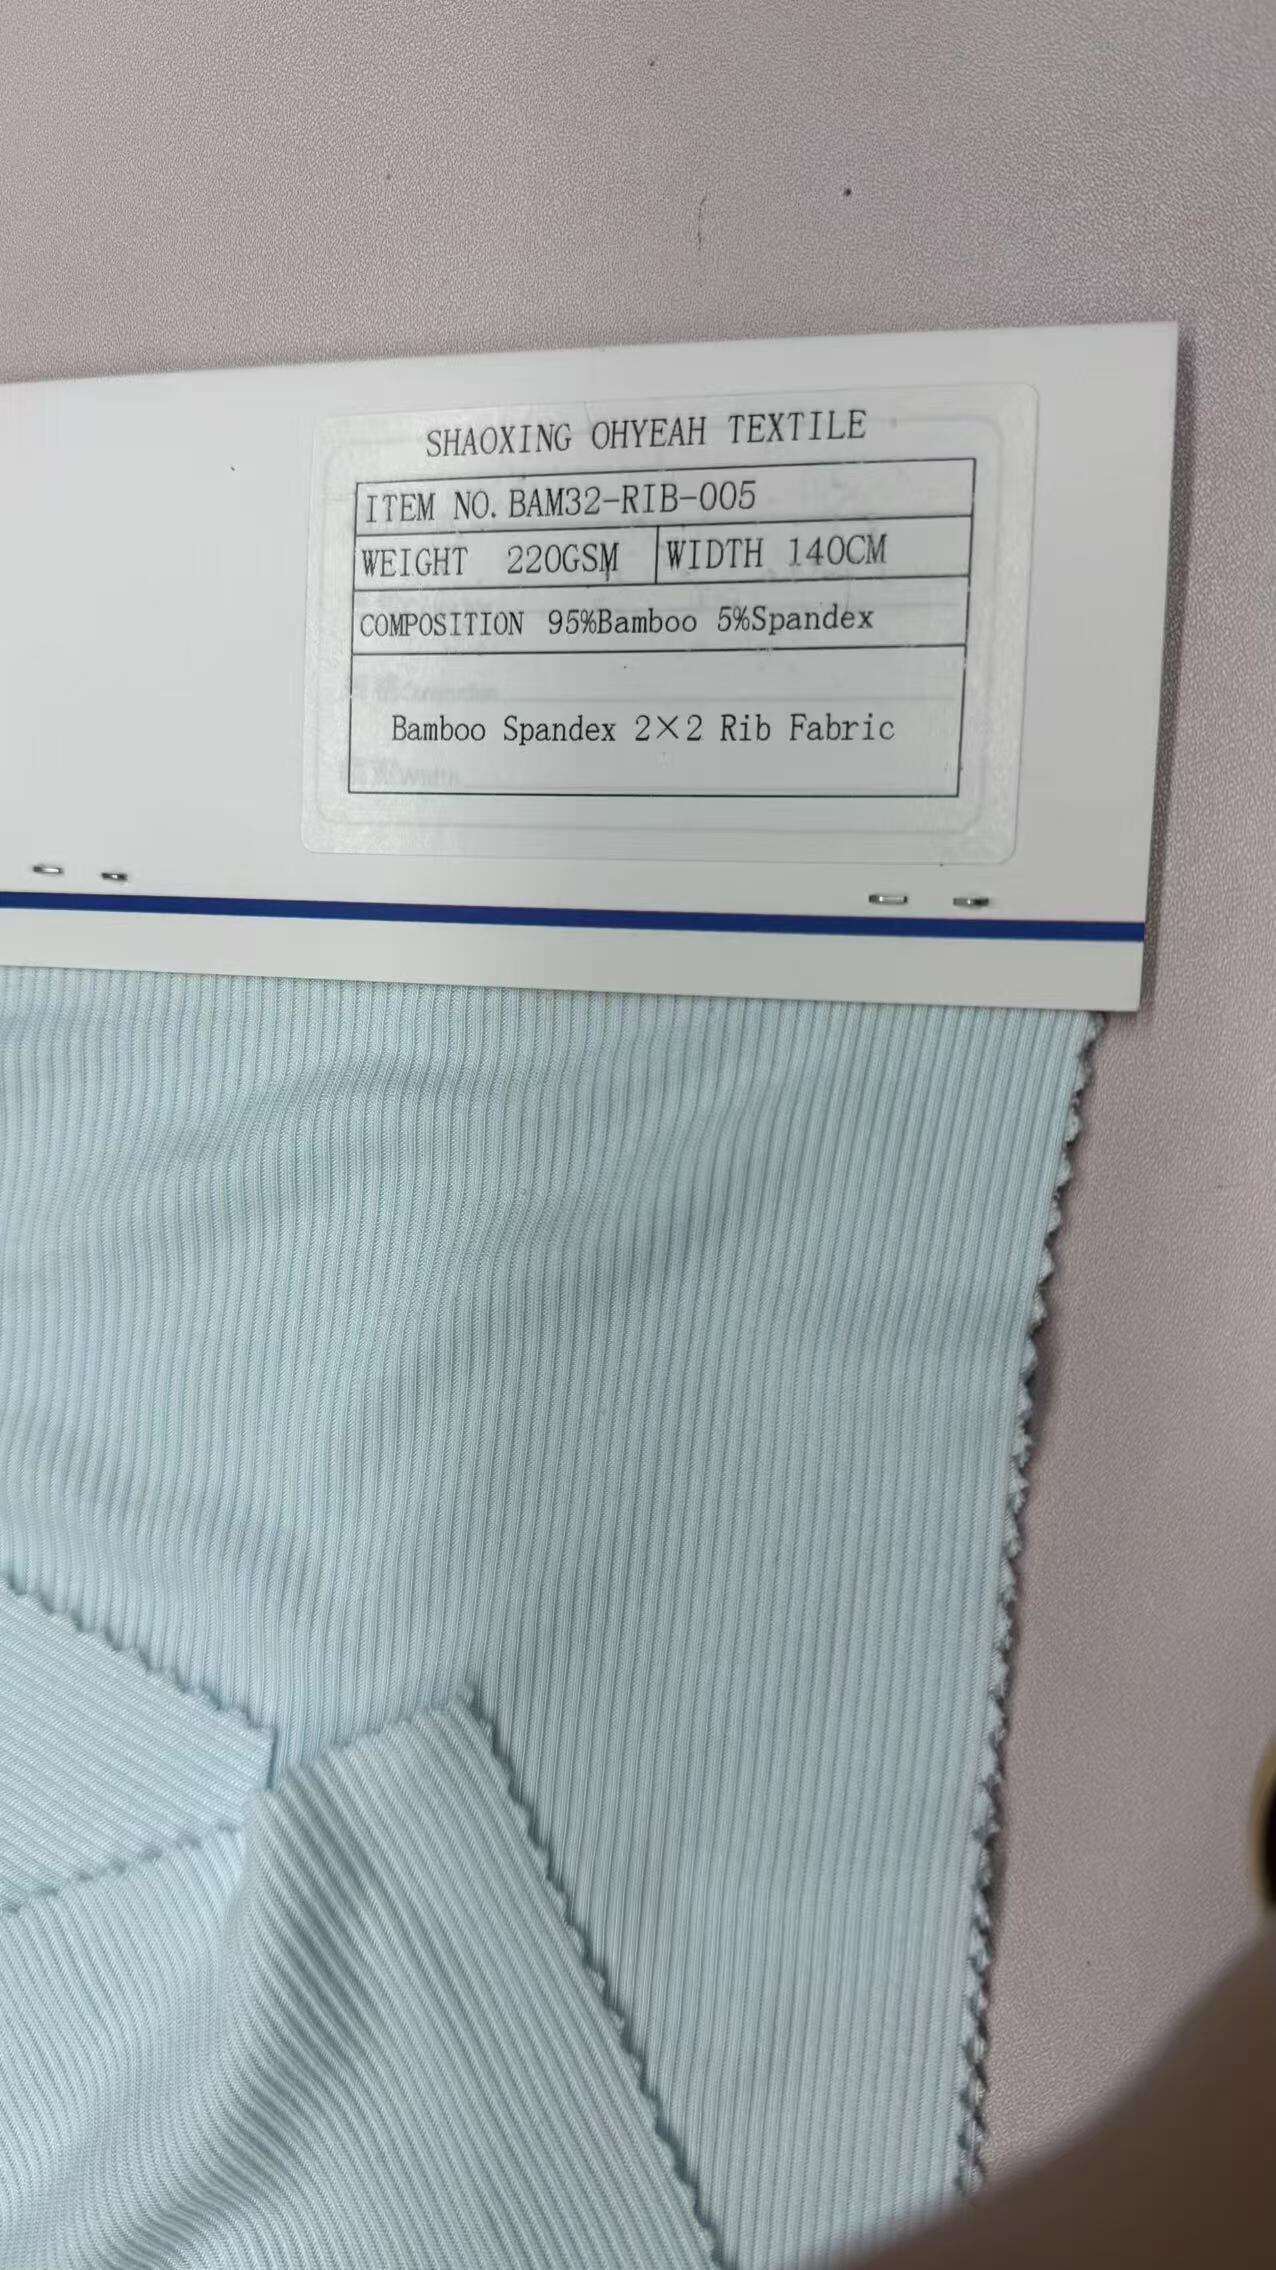 SHAOXING OHYEAH TEXTILE
ITEM NO. BAM32-RIB-005
WEIGHT 220GSM WIDTH 140CM
COMPOSITION 95%Bamboo 5%Spandex
Bamboo Spandex 2×2 Rib Fabric